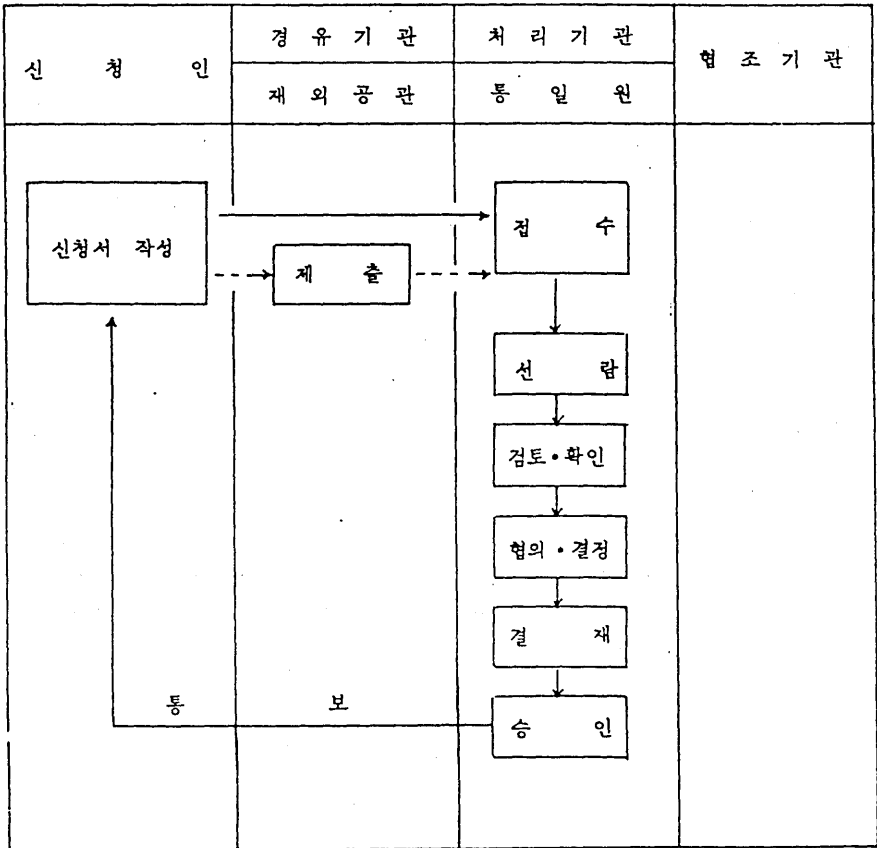 신 청 인
경 유 기 관
처 리 기 관
협 조 기 관
재 외 공 관
통 일 원
신청서 작성
접 수
제 출
선 람
검토·확인
협의·결정
결 재
통 보
승 인